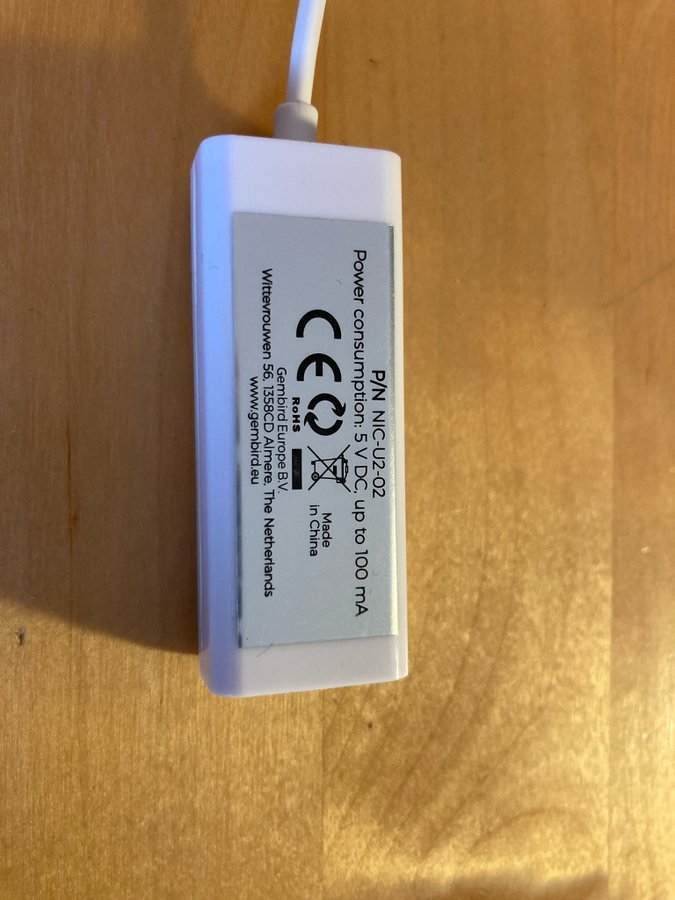 P/N NIC-U2-02
Power consumption: 5 V DC, up to 100 mA
CE
RoHS
Made
in China
Gembird Europe B.V.
Wittevrouwen 56, 1358CD Almere, The Netherlands
www.gembird.eu